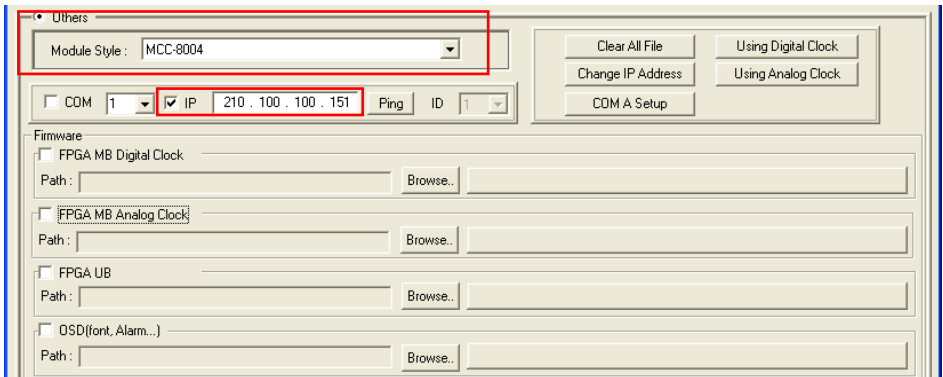 Others
Module Style : MCC-8004
Clear All File Using Digital Clock
Change IP Address Using Analog Clock
COM A Setup
COM 1 IP 210 . 100 . 100 . 151 Ping ID 1
Firmware
FPGA MB Digital Clock
Path : Browse..
FPGA MB Analog Clock
Path : Browse..
FPGA UB
Path : Browse..
OSD(font, Alarm...)
Path : Browse..